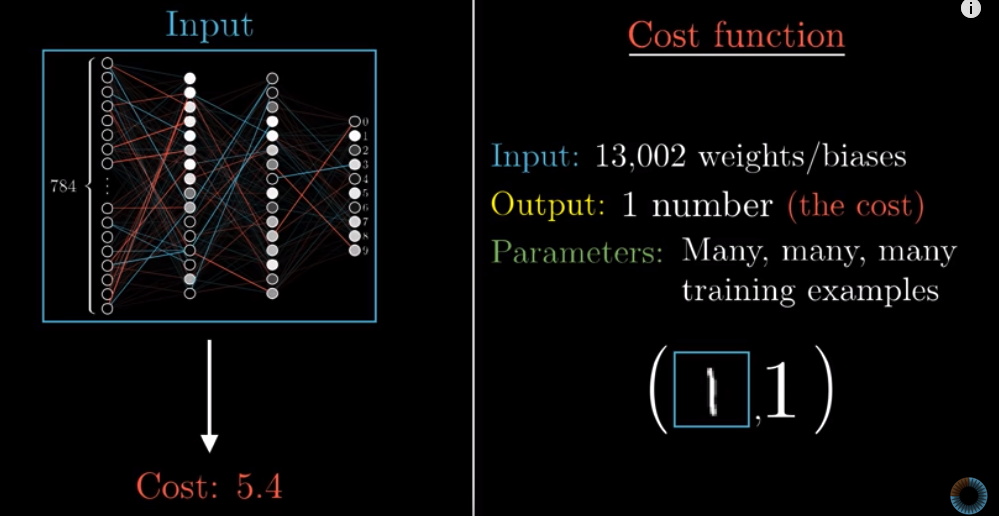 Input
784
0
1
2
3
4
5
6
7
8
9
Cost: 5.4
Cost function
Input: 13,002 weights/biases
Output: 1 number (the cost)
Parameters: Many, many, many
training examples
(1,1)
i